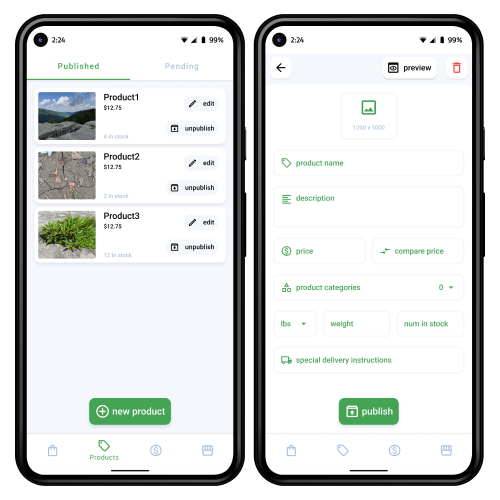 2:24
99%
Published
Pending
Product1
$12.75
4 in stock
edit
unpublish
Product2
$12.75
2 in stock
edit
unpublish
Product3
$12.75
12 in stock
edit
unpublish
new product
Products
2:24
99%
preview
1200 x 1000
product name
description
price
compare price
product categories
0
lbs
weight
num in stock
special delivery instructions
publish